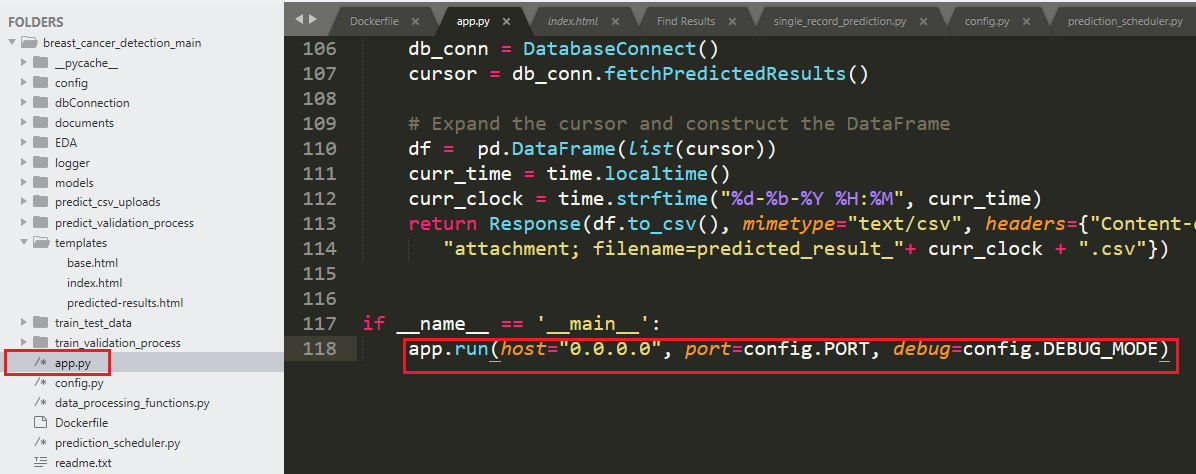 FOLDERS
breast_cancer_detection_main
__pycache__
config
dbConnection
documents
EDA
logger
models
predict_csv_uploads
predict_validation_process
templates
base.html
index.html
predicted-results.html
train_test_data
train_validation_process
/* app.py
/* config.py
/* data_processing_functions.py
Dockerfile
/* prediction_scheduler.py
readme.txt
Dockerfile × app.py × index.html × Find Results × single_record_prediction.py × config.py × prediction_scheduler.py
106 db_conn = DatabaseConnect()
107 cursor = db_conn.fetchPredictedResults()
108
109 # Expand the cursor and construct the DataFrame
110 df =  pd.DataFrame(list(cursor))
111 curr_time = time.localtime()
112 curr_clock = time.strftime("%d-%b-%Y %H:%M", curr_time)
113 return Response(df.to_csv(), mimetype="text/csv", headers={"Content-
114 "attachment; filename=predicted_result_"+ curr_clock + ".csv"})
115
116
117 if __name__ == '__main__':
118 app.run(host="0.0.0.0", port=config.PORT, debug=config.DEBUG_MODE)